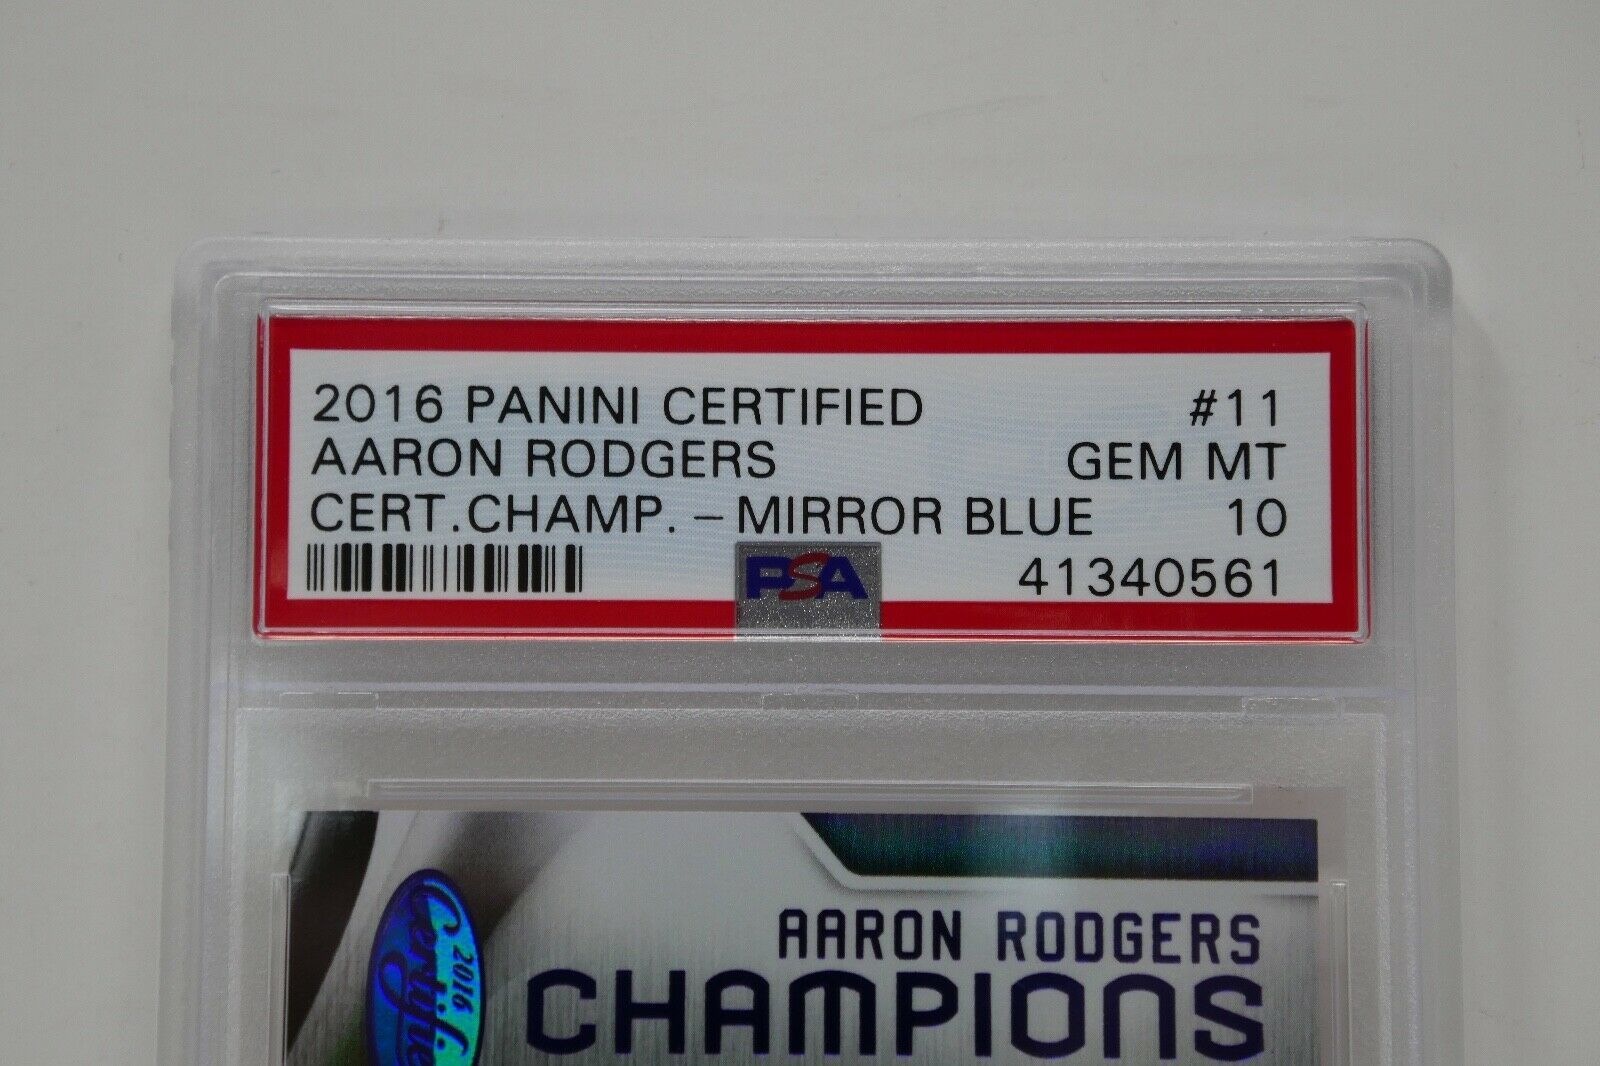 2016 PANINI CERTIFIED #11
AARON RODGERS GEM MT
CERT.CHAMP. – MIRROR BLUE 10
PSA 41340561
2016
Certifie
AARON RODGERS
CHAMPIONS